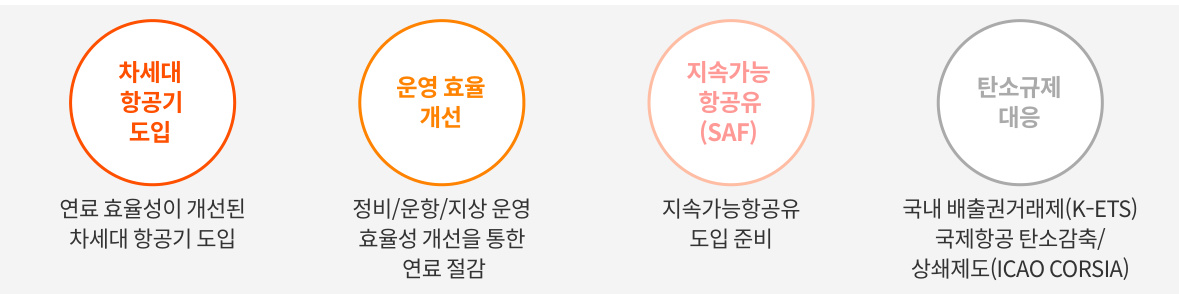 차세대
항공기
도입
연료 효율성이 개선된
차세대 항공기 도입
운영 효율
개선
정비/운항/지상 운영
효율성 개선을 통한
연료 절감
지속가능
항공유
(SAF)
지속가능항공유
도입 준비
탄소규제
대응
국내 배출권거래제(K-ETS)
국제항공 탄소감축/
상쇄제도(ICAO CORSIA)